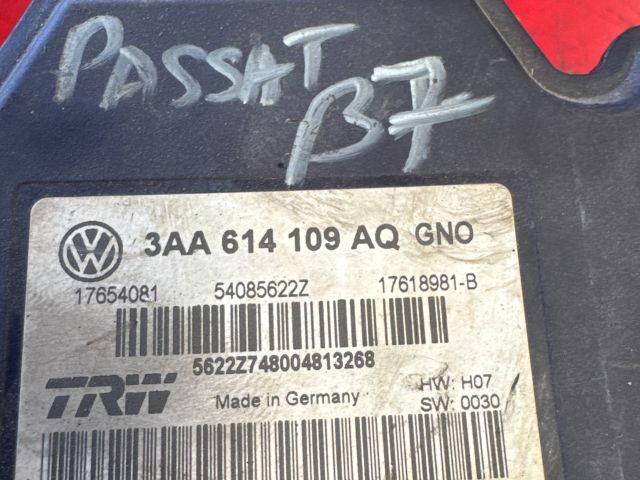 PASSAT
B7
3AA 614 109 AQ GNO
17654081 54085622Z 17618981-B
5622Z748004813268
TRW Made in Germany HW: H07
SW: 0030